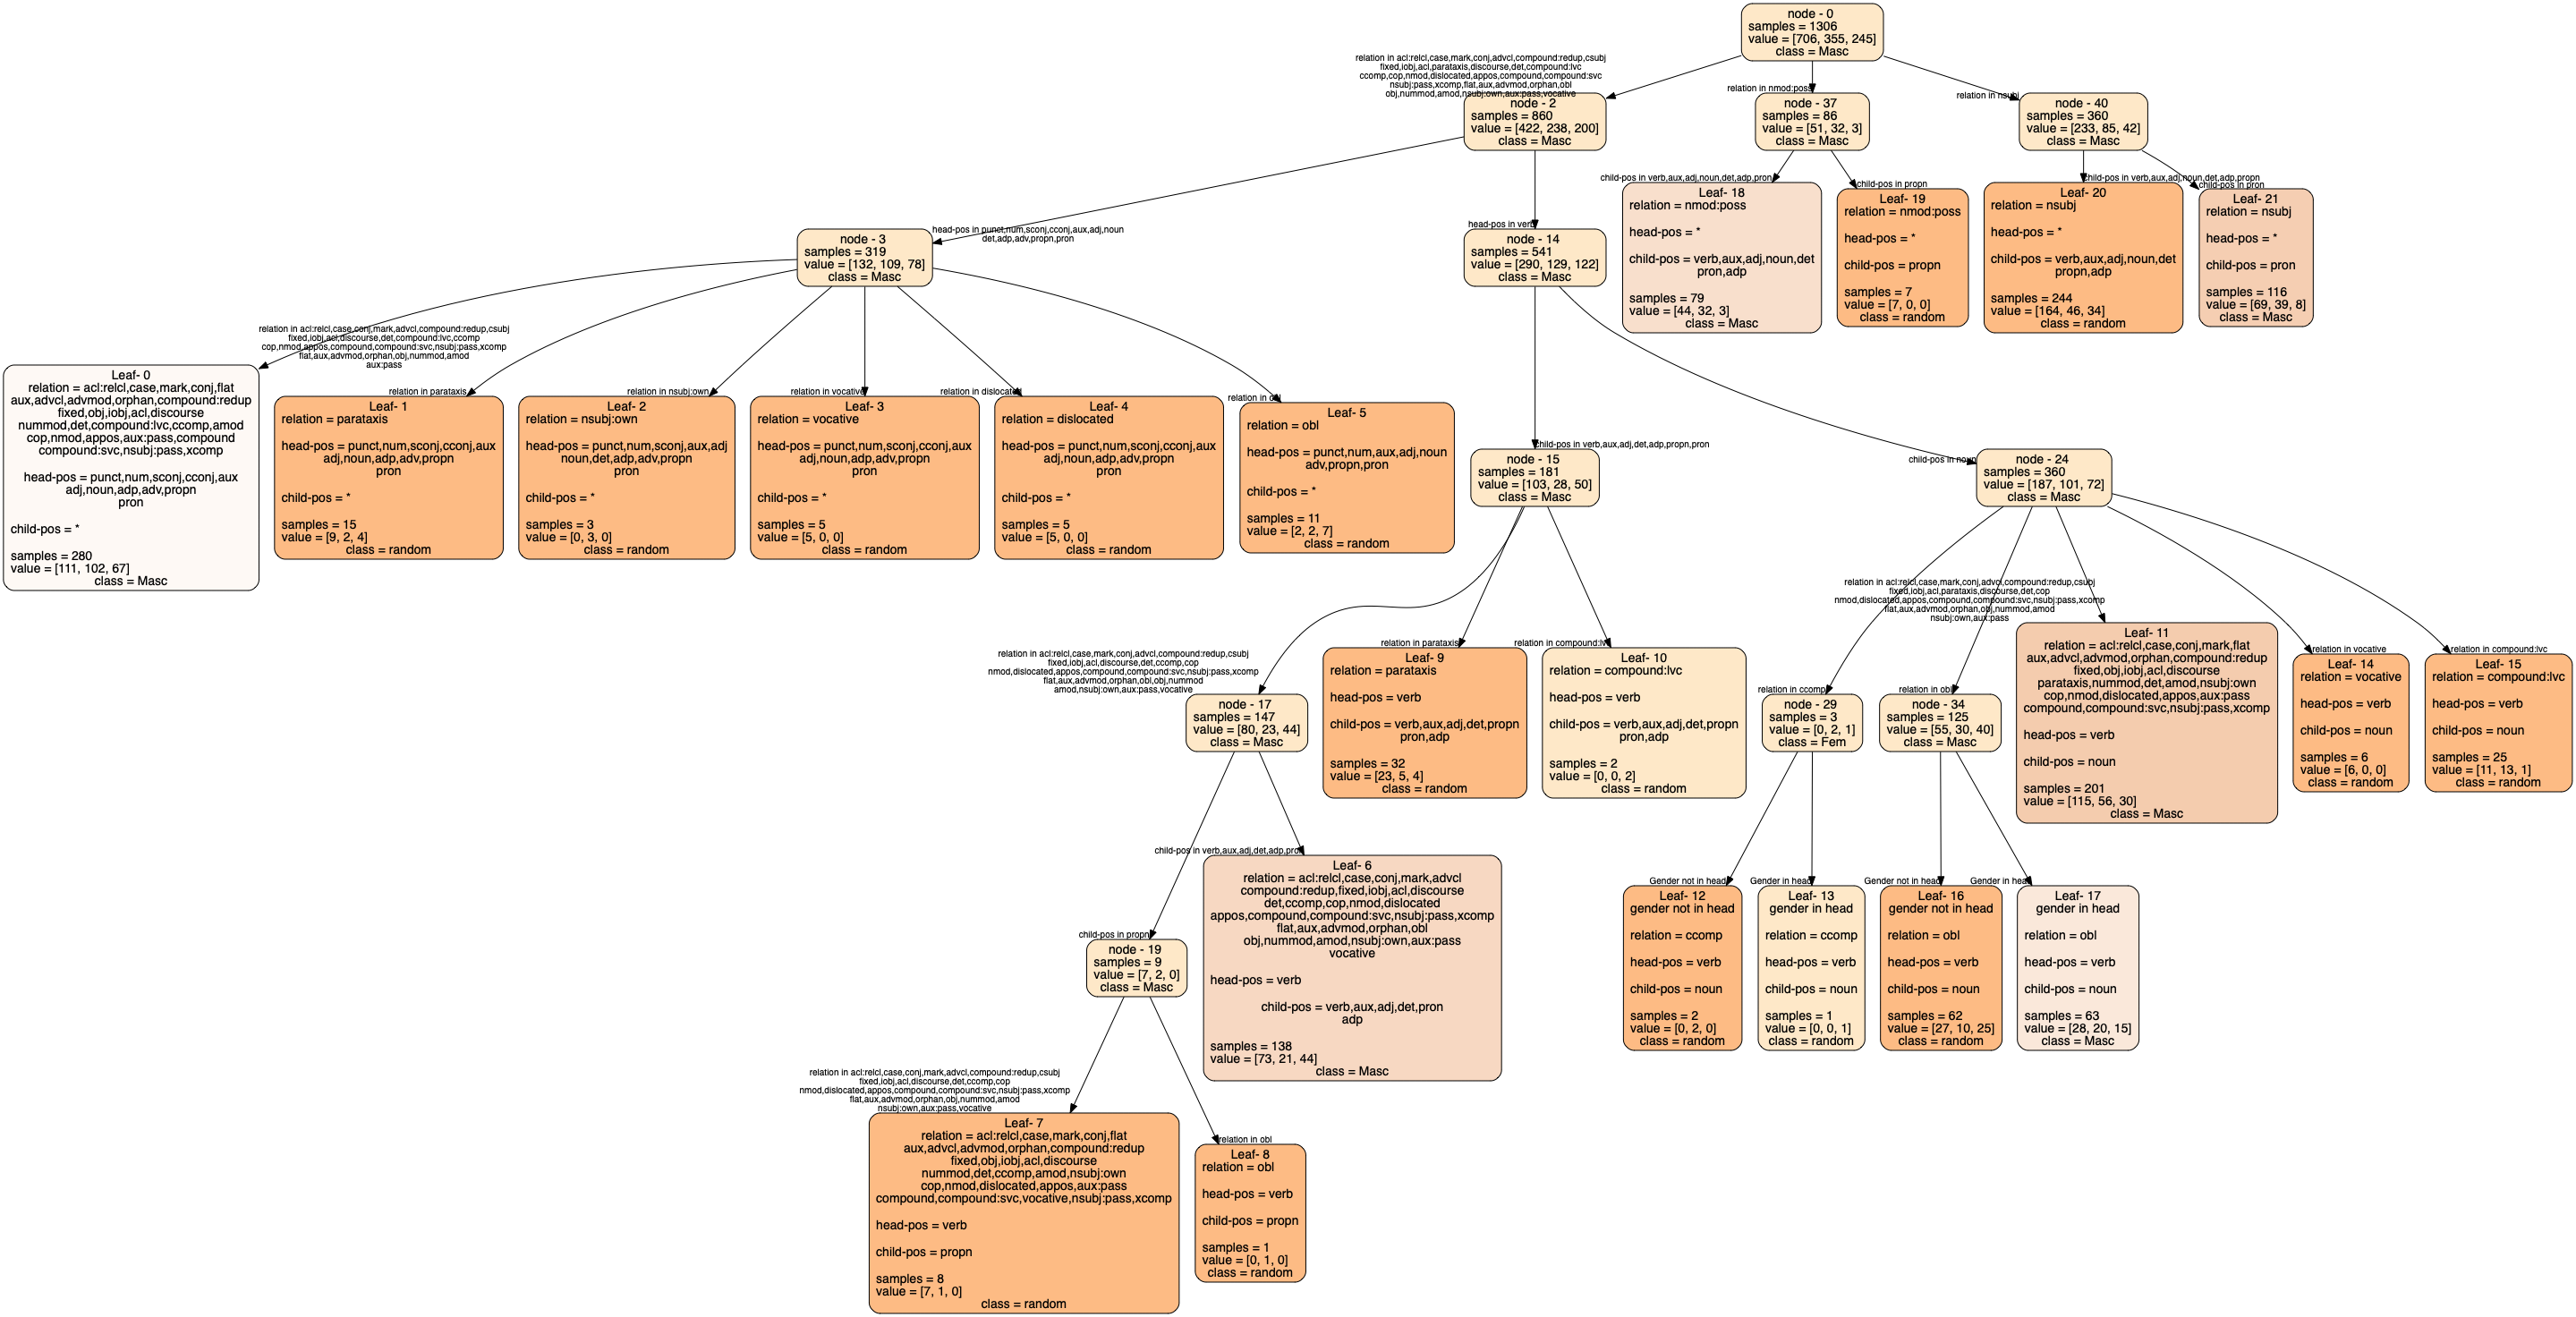 node - 0
samples = 1306
value = [706, 355, 245]
class = Masc
relation in acl:relcl,case,mark,conj,advcl,compound:redup,csubj
fixed,iobj,acl,parataxis,discourse,det,compound:lvc
ccomp,cop,nmod,dislocated,appos,compound,compound:svc
nsubj:pass,xcomp,flat,aux,advmod,orphan,obl
obj,nummod,amod,nsubj:own,aux:pass,vocative
node - 2
samples = 860
value = [422, 238, 200]
class = Masc
relation in nmod:poss
node - 37
samples = 86
value = [51, 32, 3]
class = Masc
relation in nsubj
node - 40
samples = 360
value = [233, 85, 42]
class = Masc
child-pos in verb,aux,adj,noun,det,adp,pron
Leaf- 18
relation = nmod:poss
head-pos = *
child-pos = verb,aux,adj,noun,det
pron,adp
samples = 79
value = [44, 32, 3]
class = Masc
child-pos in propn
Leaf- 19
relation = nmod:poss
head-pos = *
child-pos = propn
samples = 7
value = [7, 0, 0]
class = random
child-pos in verb,aux,adj,noun,det,adp,propn
Leaf- 20
relation = nsubj
head-pos = *
child-pos = verb,aux,adj,noun,det
propn,adp
samples = 244
value = [164, 46, 34]
class = random
child-pos in pron
Leaf- 21
relation = nsubj
head-pos = *
child-pos = pron
samples = 116
value = [69, 39, 8]
class = Masc
head-pos in punct,num,sconj,cconj,aux,adj,noun
det,adp,adv,propn,pron
node - 3
samples = 319
value = [132, 109, 78]
class = Masc
head-pos in verb
node - 14
samples = 541
value = [290, 129, 122]
class = Masc
relation in acl:relcl,case,conj,mark,advcl,compound:redup,csubj
fixed,iobj,acl,discourse,det,compound:lvc,ccomp
cop,nmod,appos,compound,compound:svc,nsubj:pass,xcomp
flat,aux,advmod,orphan,obj,nummod,amod
aux:pass
Leaf- 0
relation = acl:relcl,case,mark,conj,flat
aux,advcl,advmod,orphan,compound:redup
fixed,obj,iobj,acl,discourse
nummod,det,compound:lvc,ccomp,amod
cop,nmod,appos,aux:pass,compound
compound:svc,nsubj:pass,xcomp
head-pos = punct,num,sconj,cconj,aux
adj,noun,adp,adv,propn
pron
child-pos = *
samples = 280
value = [111, 102, 67]
class = Masc
relation in parataxis
Leaf- 1
relation = parataxis
head-pos = punct,num,sconj,cconj,aux
adj,noun,adp,adv,propn
pron
child-pos = *
samples = 15
value = [9, 2, 4]
class = random
relation in nsubj:own
Leaf- 2
relation = nsubj:own
head-pos = punct,num,sconj,aux,adj
noun,det,adp,adv,propn
pron
child-pos = *
samples = 3
value = [0, 3, 0]
class = random
relation in vocative
Leaf- 3
relation = vocative
head-pos = punct,num,sconj,cconj,aux
adj,noun,adp,adv,propn
pron
child-pos = *
samples = 5
value = [5, 0, 0]
class = random
relation in dislocated
Leaf- 4
relation = dislocated
head-pos = punct,num,sconj,cconj,aux
adj,noun,adp,adv,propn
pron
child-pos = *
samples = 5
value = [5, 0, 0]
class = random
relation in obl
Leaf- 5
relation = obl
head-pos = punct,num,aux,adj,noun
adv,propn,pron
child-pos = *
samples = 11
value = [2, 2, 7]
class = random
child-pos in verb,aux,adj,det,adp,propn,pron
node - 15
samples = 181
value = [103, 28, 50]
class = Masc
child-pos in noun
node - 24
samples = 360
value = [187, 101, 72]
class = Masc
relation in acl:relcl,case,mark,conj,advcl,compound:redup,csubj
fixed,iobj,acl,discourse,det,ccomp,cop
nmod,dislocated,appos,compound,compound:svc,nsubj:pass,xcomp
flat,aux,advmod,orphan,obl,obj,nummod
amod,nsubj:own,aux:pass,vocative
node - 17
samples = 147
value = [80, 23, 44]
class = Masc
relation in parataxis
Leaf- 9
relation = parataxis
head-pos = verb
child-pos = verb,aux,adj,det,propn
pron,adp
samples = 32
value = [23, 5, 4]
class = random
relation in compound:lvc
Leaf- 10
relation = compound:lvc
head-pos = verb
child-pos = verb,aux,adj,det,propn
pron,adp
samples = 2
value = [0, 0, 2]
class = random
relation in ccomp
node - 29
samples = 3
value = [0, 2, 1]
class = Fem
relation in obl
node - 34
samples = 125
value = [55, 30, 40]
class = Masc
relation in acl:relcl,case,mark,conj,advcl,compound:redup,csubj
fixed,iobj,acl,parataxis,discourse,det,cop
nmod,dislocated,appos,compound,compound:svc,nsubj:pass,xcomp
flat,aux,advmod,orphan,obj,nummod,amod
nsubj:own,aux:pass
Leaf- 11
relation = acl:relcl,case,conj,mark,flat
aux,advcl,advmod,orphan,compound:redup
fixed,obj,iobj,acl,discourse
parataxis,nummod,det,amod,nsubj:own
cop,nmod,dislocated,appos,aux:pass
compound,compound:svc,nsubj:pass,xcomp
head-pos = verb
child-pos = noun
samples = 201
value = [115, 56, 30]
class = Masc
relation in vocative
Leaf- 14
relation = vocative
head-pos = verb
child-pos = noun
samples = 6
value = [6, 0, 0]
class = random
relation in compound:lvc
Leaf- 15
relation = compound:lvc
head-pos = verb
child-pos = noun
samples = 25
value = [11, 13, 1]
class = random
child-pos in propn
node - 19
samples = 9
value = [7, 2, 0]
class = Masc
child-pos in verb,aux,adj,det,adp,pron
Leaf- 6
relation = acl:relcl,case,conj,mark,advcl
compound:redup,fixed,iobj,acl,discourse
det,ccomp,cop,nmod,dislocated
appos,compound,compound:svc,nsubj:pass,xcomp
flat,aux,advmod,orphan,obl
obj,nummod,amod,nsubj:own,aux:pass
vocative
head-pos = verb
child-pos = verb,aux,adj,det,pron
adp
samples = 138
value = [73, 21, 44]
class = Masc
Gender not in head
Leaf- 12
gender not in head
relation = ccomp
head-pos = verb
child-pos = noun
samples = 2
value = [0, 2, 0]
class = random
Gender in head
Leaf- 13
gender in head
relation = ccomp
head-pos = verb
child-pos = noun
samples = 1
value = [0, 0, 1]
class = random
Gender not in head
Leaf- 16
gender not in head
relation = obl
head-pos = verb
child-pos = noun
samples = 62
value = [27, 10, 25]
class = random
Gender in head
Leaf- 17
gender in head
relation = obl
head-pos = verb
child-pos = noun
samples = 63
value = [28, 20, 15]
class = Masc
relation in acl:relcl,case,conj,mark,advcl,compound:redup,csubj
fixed,iobj,acl,discourse,det,ccomp,cop
nmod,dislocated,appos,compound,compound:svc,nsubj:pass,xcomp
flat,aux,advmod,orphan,obj,nummod,amod
nsubj:own,aux:pass,vocative
Leaf- 7
relation = acl:relcl,case,mark,conj,flat
aux,advcl,advmod,orphan,compound:redup
fixed,obj,iobj,acl,discourse
nummod,det,ccomp,amod,nsubj:own
cop,nmod,dislocated,appos,aux:pass
compound,compound:svc,vocative,nsubj:pass,xcomp
head-pos = verb
child-pos = propn
samples = 8
value = [7, 1, 0]
class = random
relation in obl
Leaf- 8
relation = obl
head-pos = verb
child-pos = propn
samples = 1
value = [0, 1, 0]
class = random